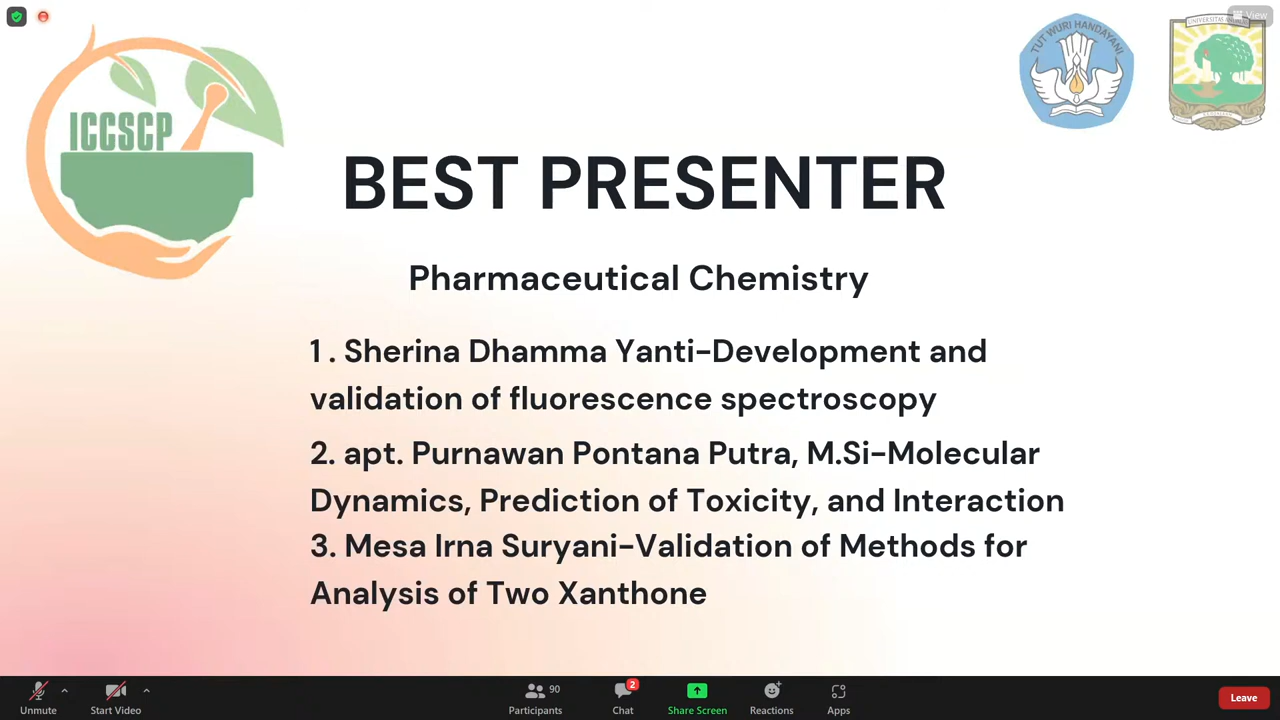 View
TUT WURI HANDAYANI
ICCSCP
BEST PRESENTER
Pharmaceutical Chemistry
1 . Sherina Dhamma Yanti-Development and
validation of fluorescence spectroscopy
2. apt. Purnawan Pontana Putra, M.Si-Molecular
Dynamics, Prediction of Toxicity, and Interaction
3. Mesa Irna Suryani-Validation of Methods for
Analysis of Two Xanthone
90
2
Unmute
Start Video
Participants
Chat
Share Screen
Reactions
Apps
Leave